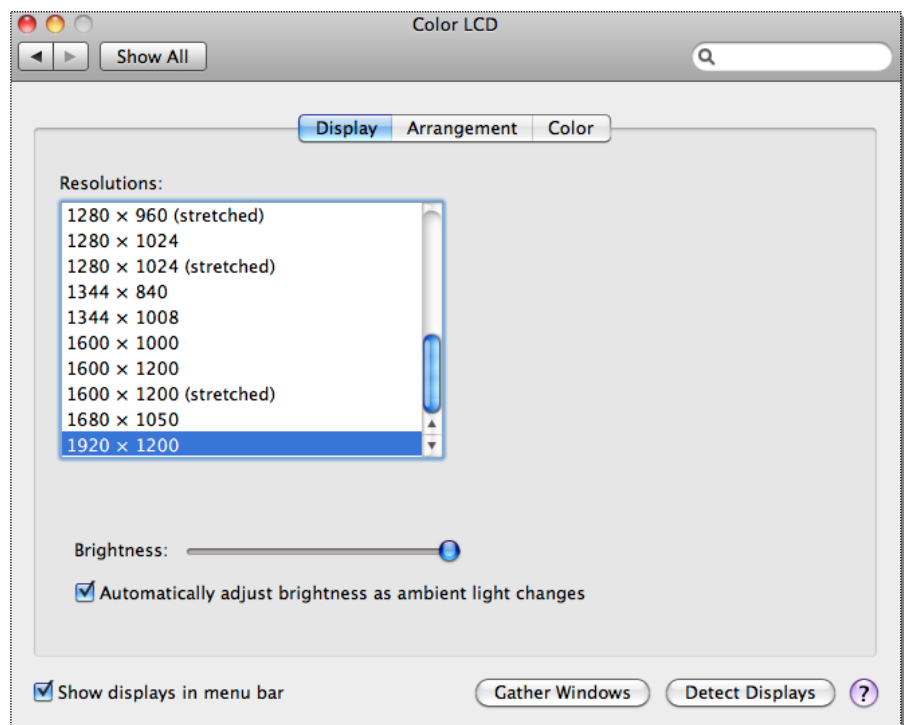 Color LCD
Show All
Display Arrangement Color
Resolutions:
1280 × 960 (stretched)
1280 × 1024
1280 × 1024 (stretched)
1344 × 840
1344 × 1008
1600 × 1000
1600 × 1200
1600 × 1200 (stretched)
1680 × 1050
1920 × 1200
Brightness:
Automatically adjust brightness as ambient light changes
Show displays in menu bar Gather Windows Detect Displays ?